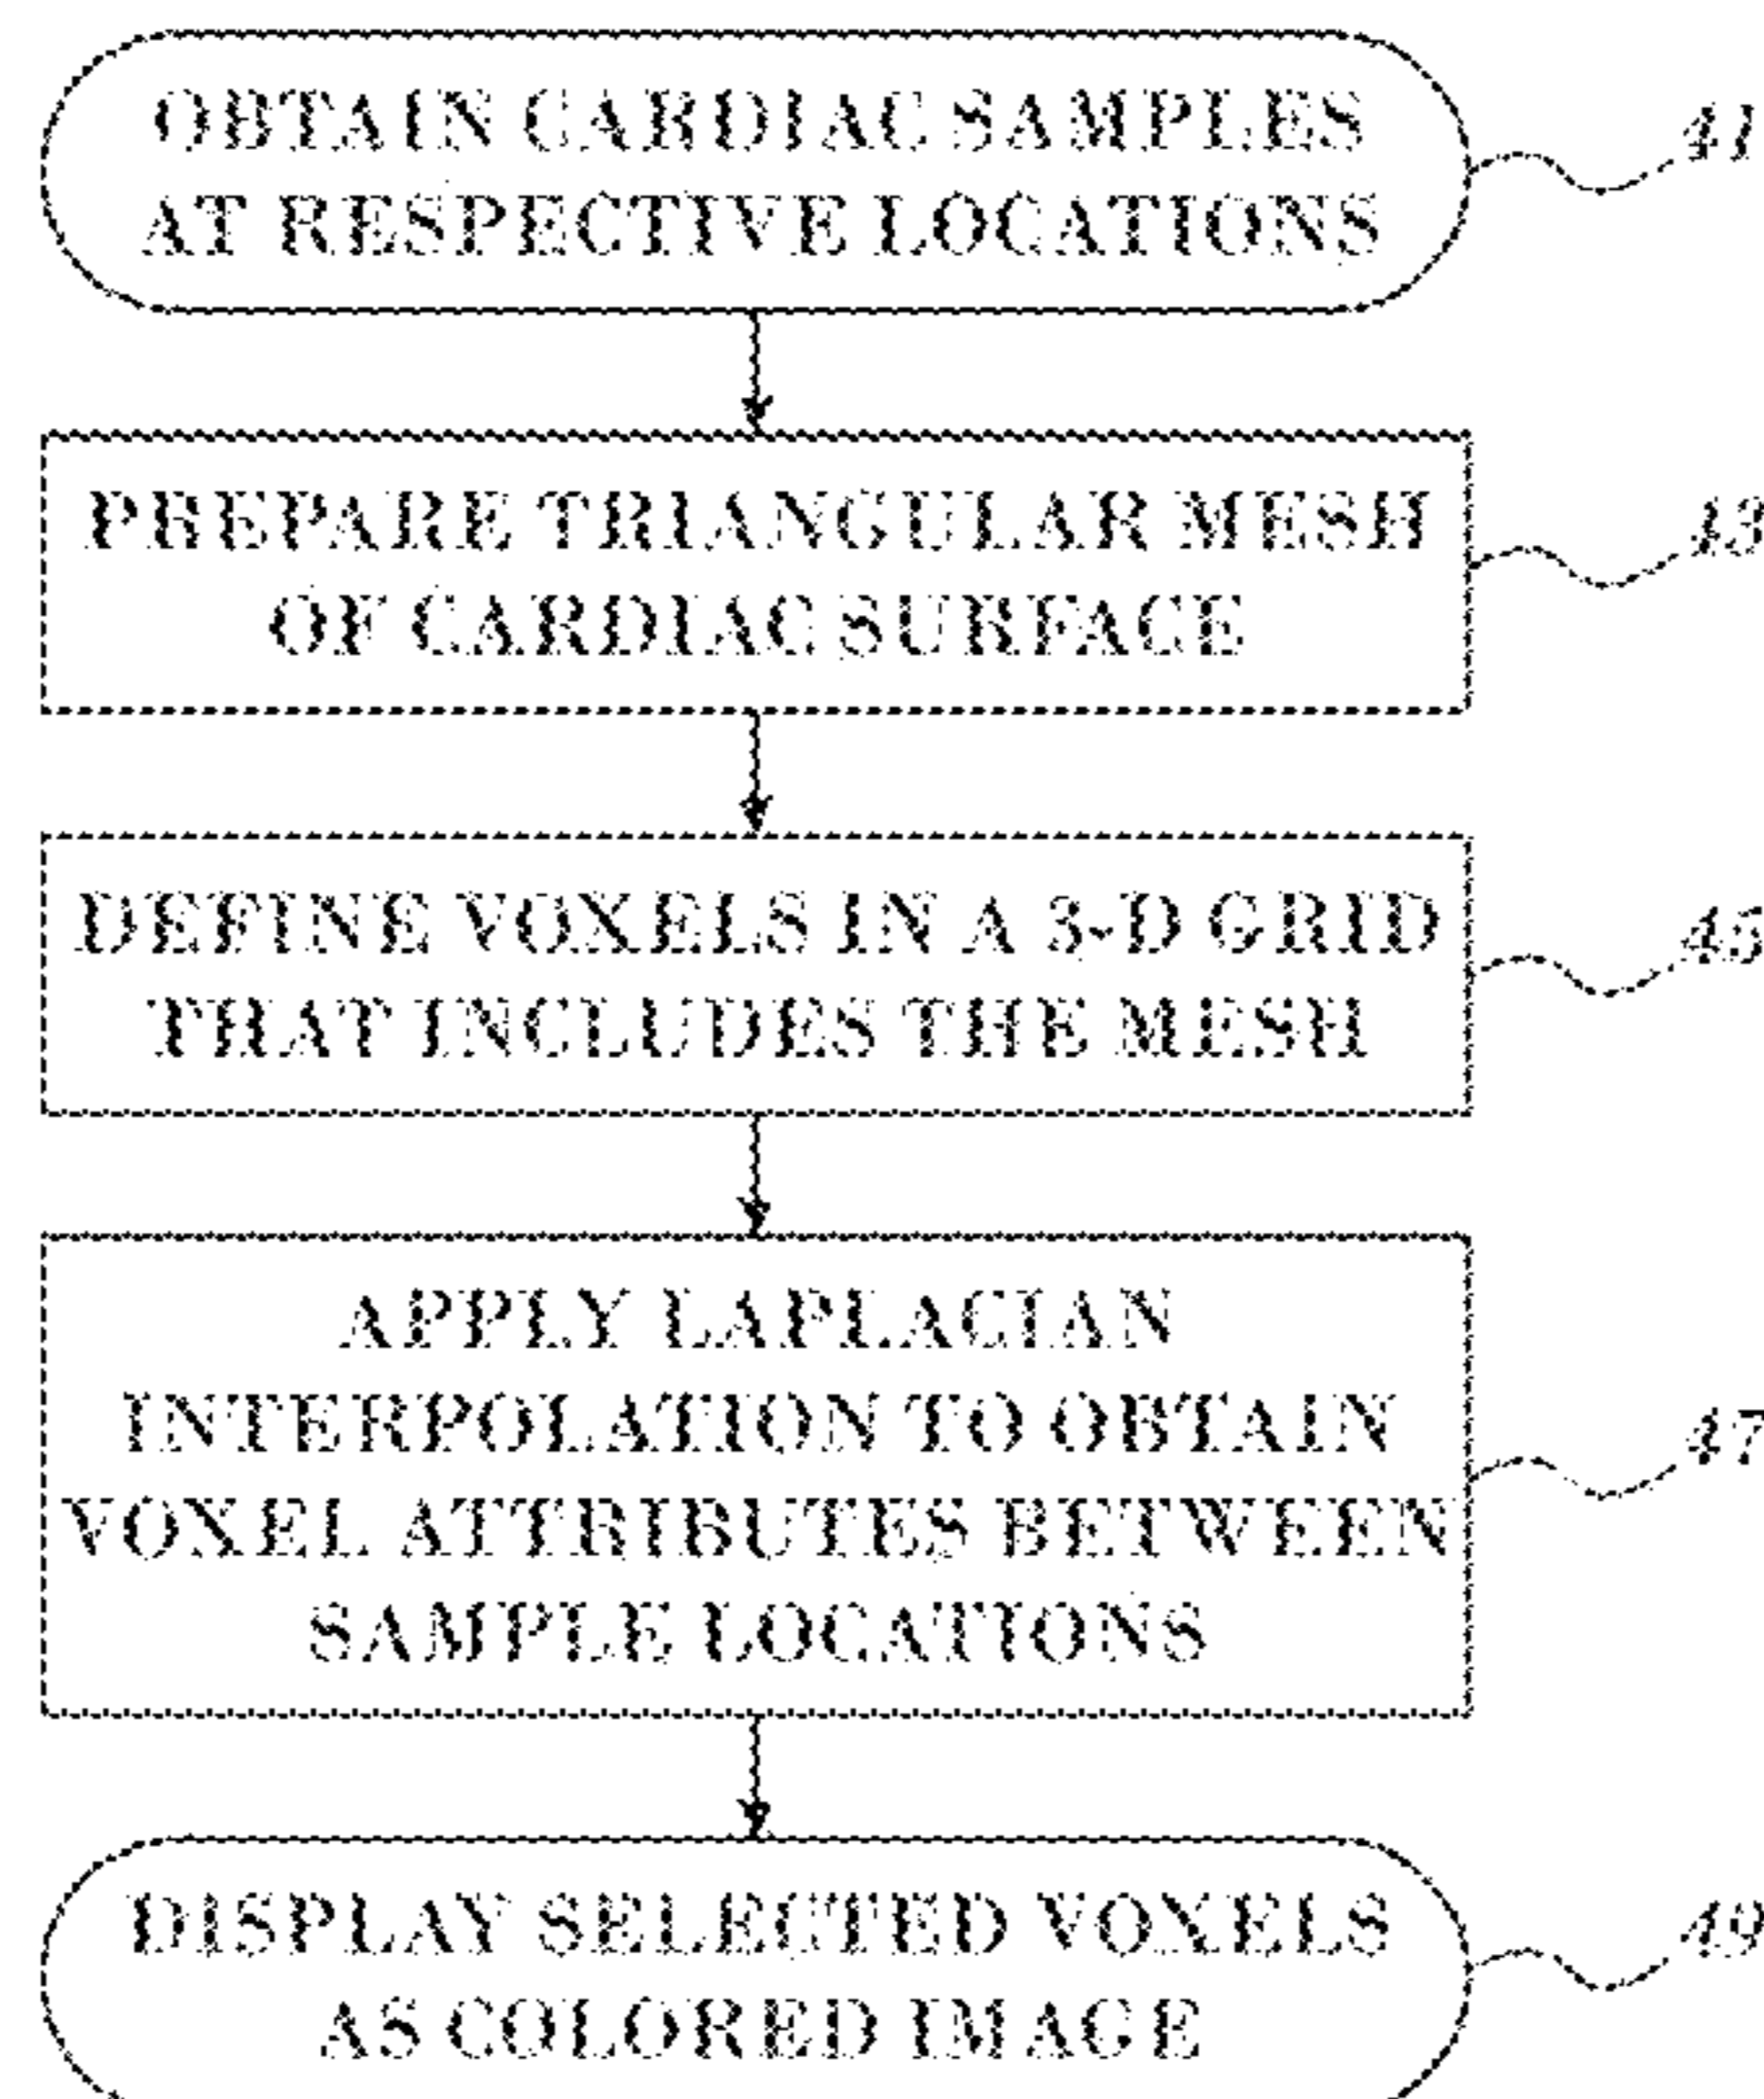 OBTAIN CARDIAC SAMPLES
AT RESPECTIVE LOCATIONS
41
PREPARE TRIANGULAR MESH
OF CARDIAC SURFACE
43
DEFINE VOXELS IN A 3-D GRID
THAT INCLUDES THE MESH
45
APPLY LAPLACIAN
INTERPOLATION TO OBTAIN
VOXEL ATTRIBUTES BETWEEN
SAMPLE LOCATIONS
47
DISPLAY SELECTED VOXELS
AS COLORED IMAGE
49